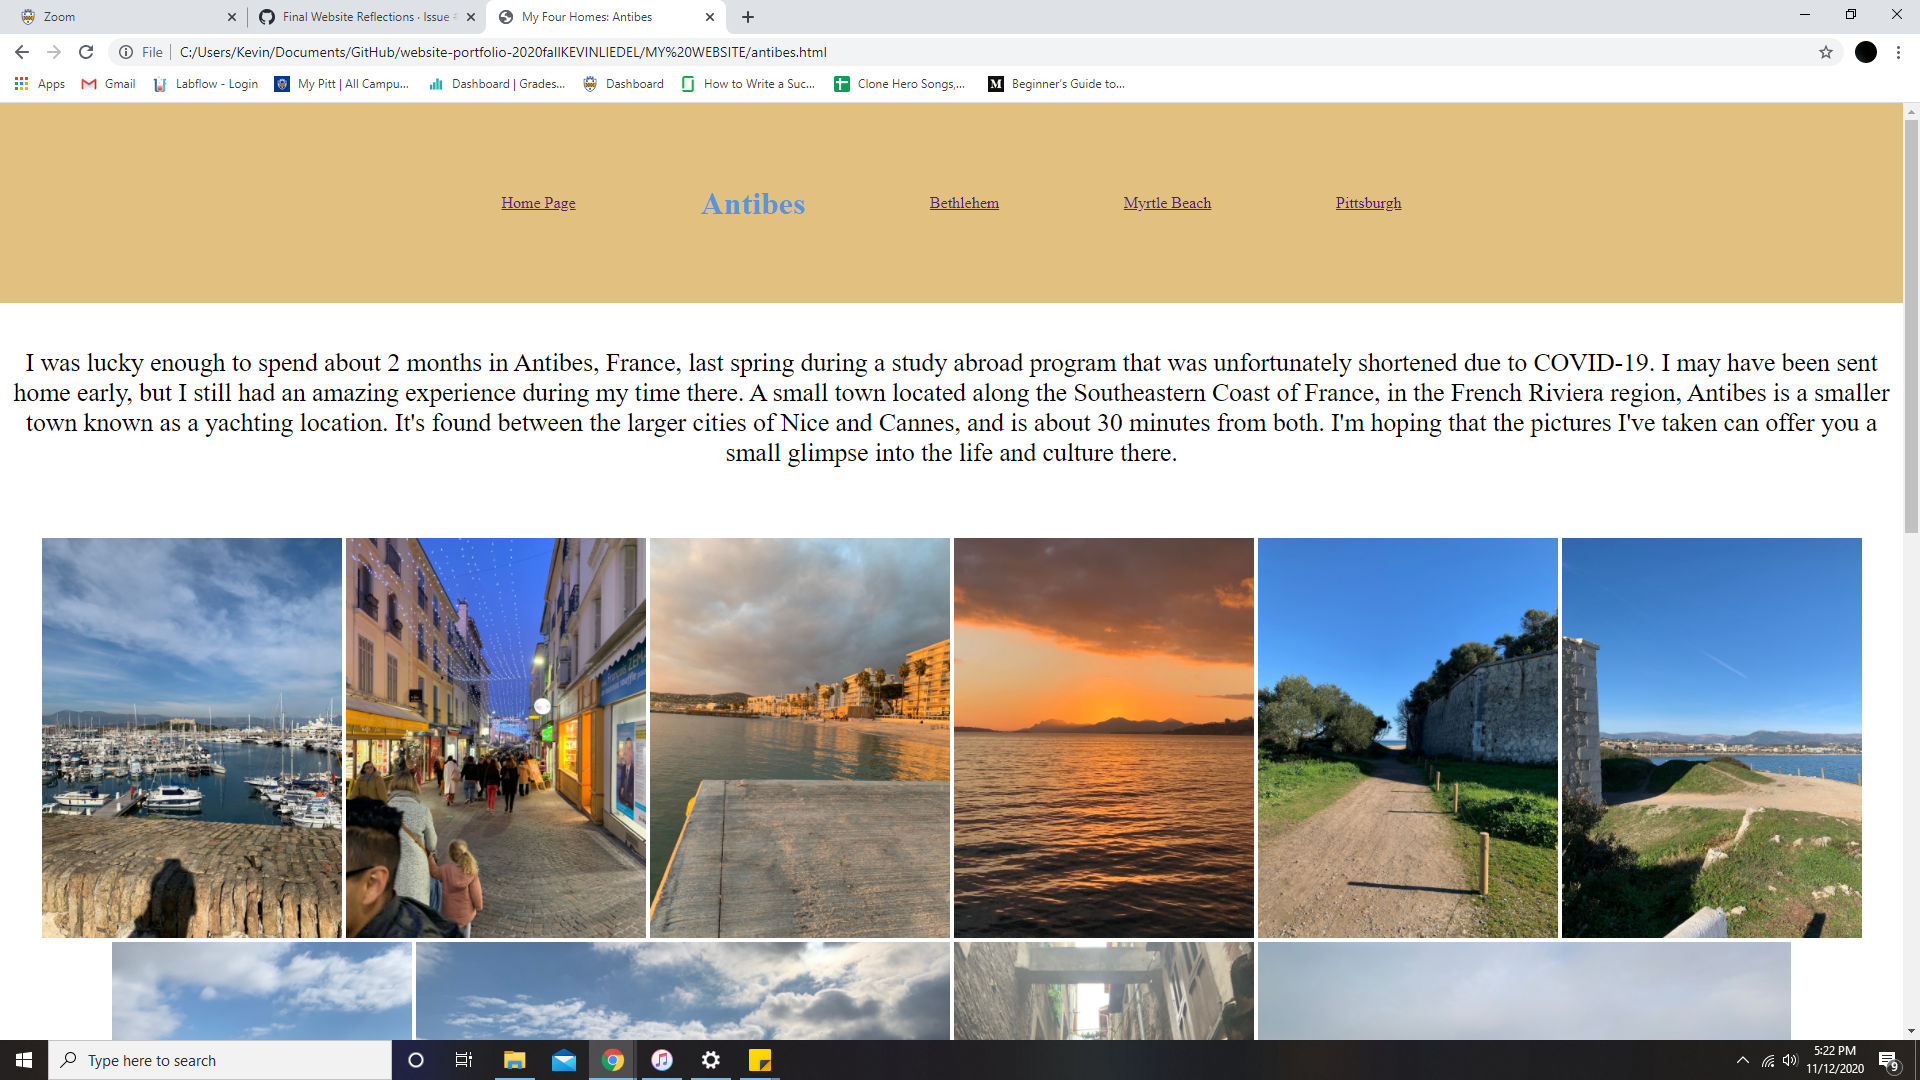 Zoom
Final Website Reflections · Issue
My Four Homes: Antibes
File
C:/Users/Kevin/Documents/GitHub/website-portfolio-2020fallKEVINLIEDEL/MY%20WEBSITE/antibes.html
Apps
Gmail
Labflow - Login
My Pitt | All Campu...
Dashboard | Grades...
Dashboard
How to Write a Suc...
Clone Hero Songs,...
M
Beginner's Guide to...
Home Page
Antibes
Bethlehem
Myrtle Beach
Pittsburgh
I was lucky enough to spend about 2 months in Antibes, France, last spring during a study abroad program that was unfortunately shortened due to COVID-19. I may have been sent
home early, but I still had an amazing experience during my time there. A small town located along the Southeastern Coast of France, in the French Riviera region, Antibes is a smaller
town known as a yachting location. It's found between the larger cities of Nice and Cannes, and is about 30 minutes from both. I'm hoping that the pictures I've taken can offer you a
small glimpse into the life and culture there.
Type here to search
5:22 PM
11/12/2020
9